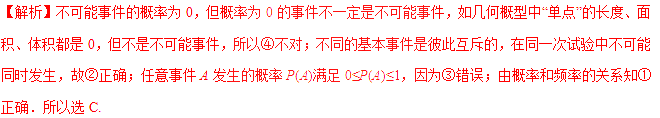 【解析】不可能事件的概率为 0，但概率为 0 的事件不一定是不可能事件，如几何概型中“单点”的长度、面
积、体积都是 0，但不是不可能事件，所以④不对；不同的基本事件是彼此互斥的，在同一次试验中不可能
同时发生，故②正确；任意事件 A 发生的概率 P(A)满足 0≤P(A)≤1，因为③错误；由概率和频率的关系知①
正确．所以选 C.